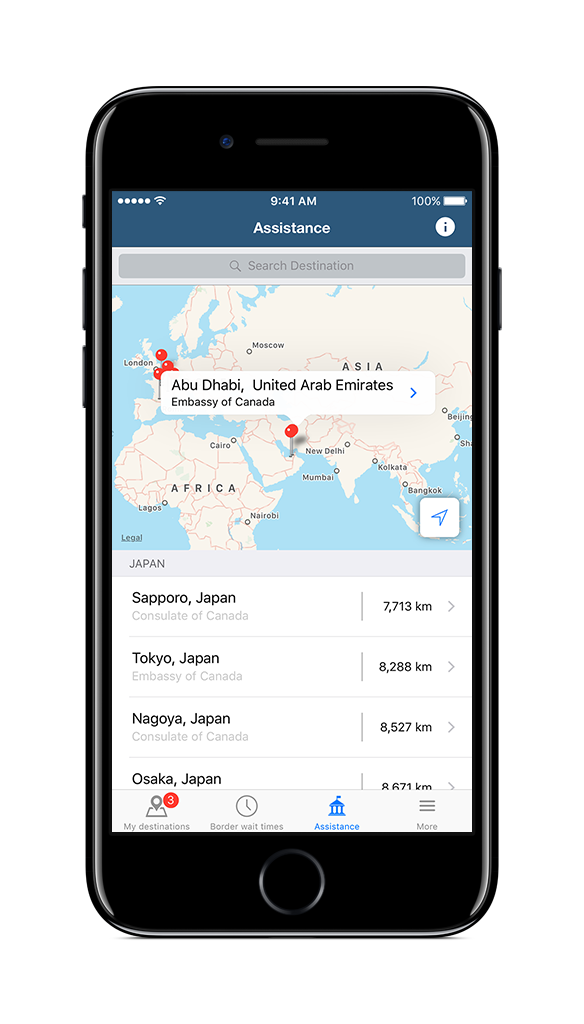 9:41 AM
100%
Assistance
Search Destination
Moscow
London
ASIA
Abu Dhabi,  United Arab Emirates
Embassy of Canada
Beijing
Cairo
New Delhi
Kolkata
Mumbai
Bangkok
AFRICA
Lagos
Nairobi
Legal
JAPAN
Sapporo, Japan
Consulate of Canada
7,713 km
Tokyo, Japan
Embassy of Canada
8,288 km
Nagoya, Japan
Consulate of Canada
8,527 km
Osaka, Japan
8,671 km
3
My destinations
Border wait times
Assistance
More